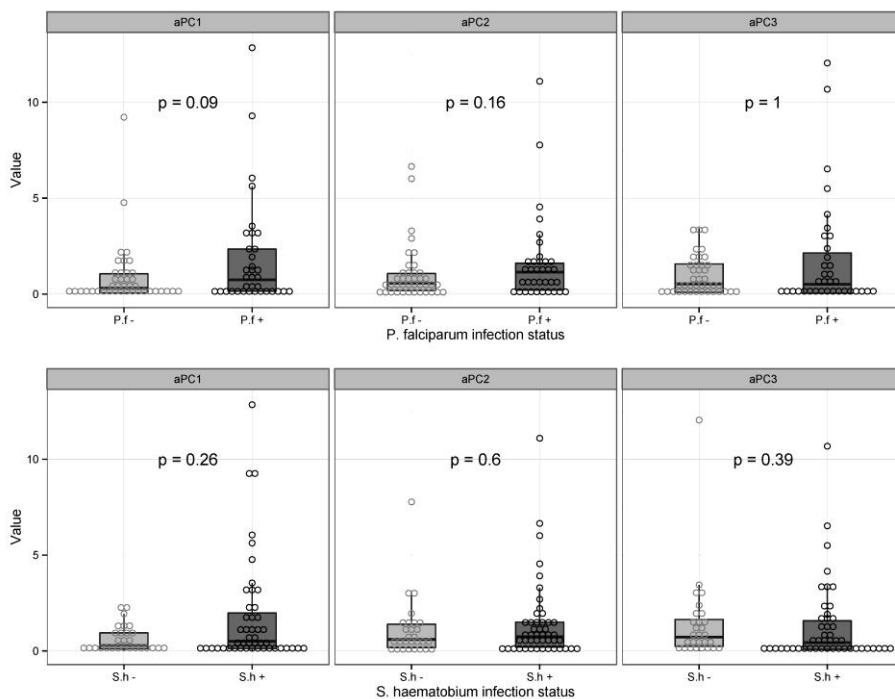 aPC1 aPC2 aPC3
p = 0.09 p = 0.16 p = 1
10
5
0
Value
P.f - P.f + P.f - P.f + P.f - P.f +
P. falciparum infection status
aPC1 aPC2 aPC3
p = 0.26 p = 0.6 p = 0.39
10
5
0
Value
S.h - S.h + S.h - S.h + S.h - S.h +
S. haematobium infection status